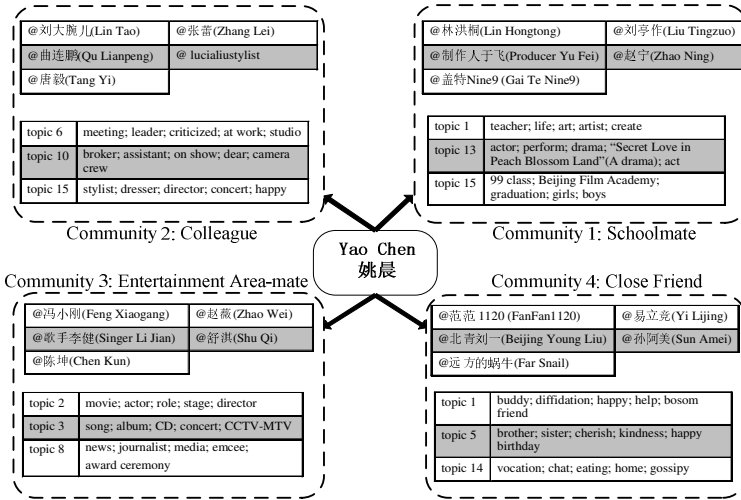 @刘大腕儿(Lin Tao) @张蕾(Zhang Lei)
@曲连鹏(Qu Lianpeng) @ lucialiustylist
@唐毅(Tang Yi)
topic 6 meeting; leader; criticized; at work; studio
topic 10 broker; assistant; on show; dear; camera
crew
topic 15 stylist; dresser; director; concert; happy
Community 2: Colleague
@林洪桐(Lin Hongtong) @刘亭作(Liu Tingzuo)
@制作人于飞(Producer Yu Fei) @赵宁(Zhao Ning)
@盖特Nine9 (Gai Te Nine9)
topic 1 teacher; life; art; artist; create
topic 13 actor; perform; drama; “Secret Love in
Peach Blossom Land”(A drama); act
topic 15 99 class; Beijing Film Academy;
graduation; girls; boys
Community 1: Schoolmate
Yao Chen
姚晨
Community 3: Entertainment Area-mate
@冯小刚(Feng Xiaogang) @赵薇(Zhao Wei)
@歌手李健(Singer Li Jian) @舒淇(Shu Qi)
@陈坤(Chen Kun)
topic 2 movie; actor; role; stage; director
topic 3 song; album; CD; concert; CCTV-MTV
topic 8 news; journalist; media; emcee;
award ceremony
Community 4: Close Friend
@范范 1120 (FanFan1120) @易立竞(Yi Lijing)
@北青刘一(Beijing Young Liu) @孙阿美(Sun Amei)
@远方的蜗牛(Far Snail)
topic 1 buddy; diffidation; happy; help; bosom
friend
topic 5 brother; sister; cherish; kindness; happy
birthday
topic 14 vocation; chat; eating; home; gossipy